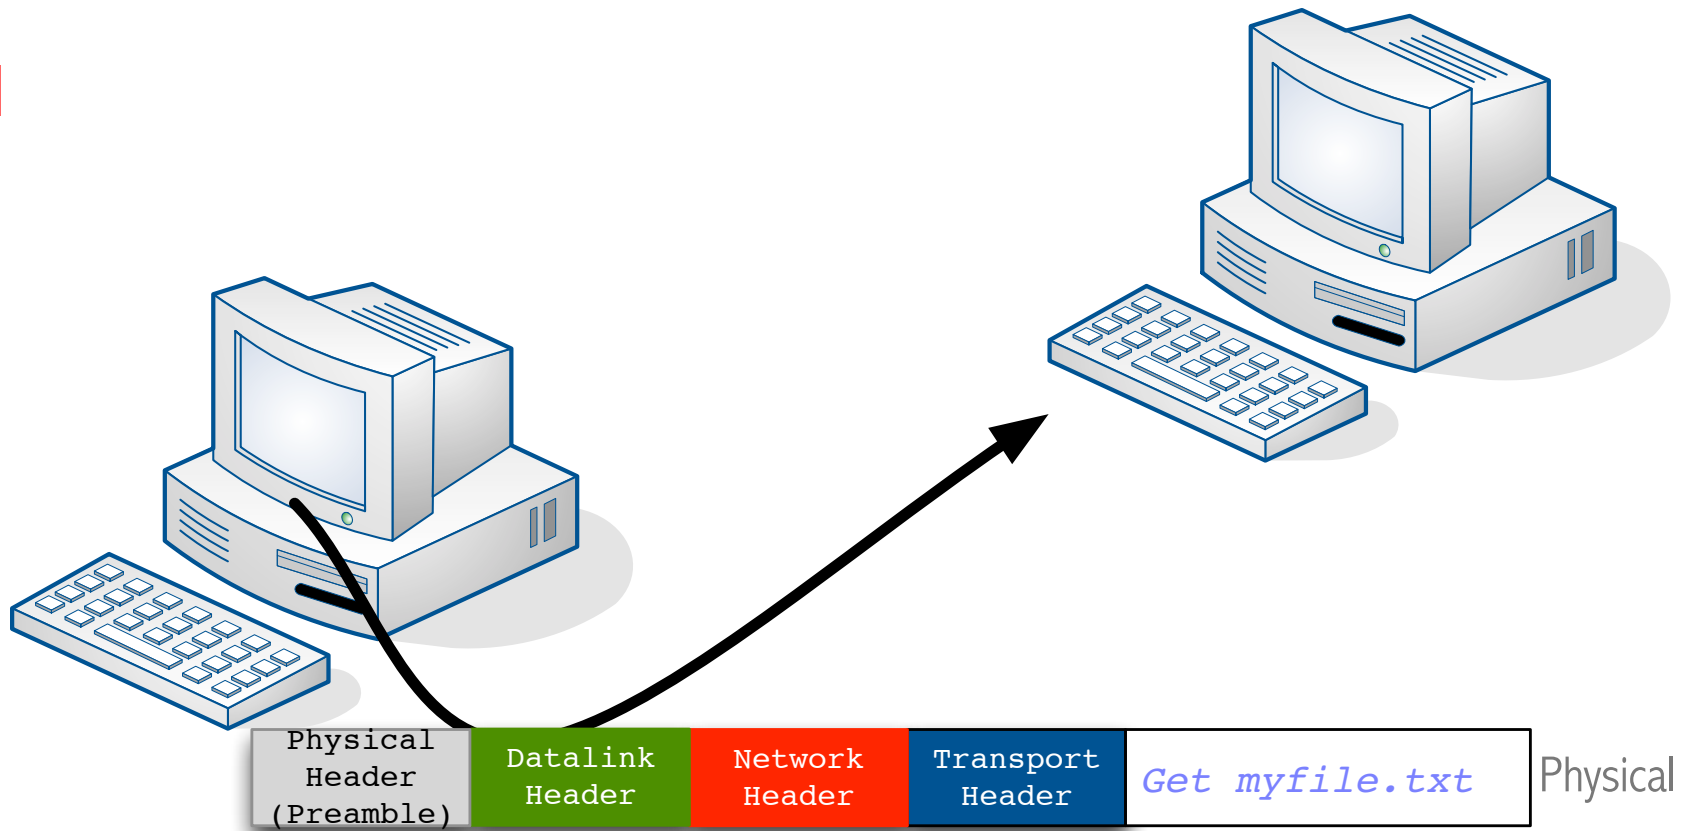 Physical
Header
(Preamble)
Datalink
Header
Network
Header
Transport
Header
Get myfile.txt
Physical